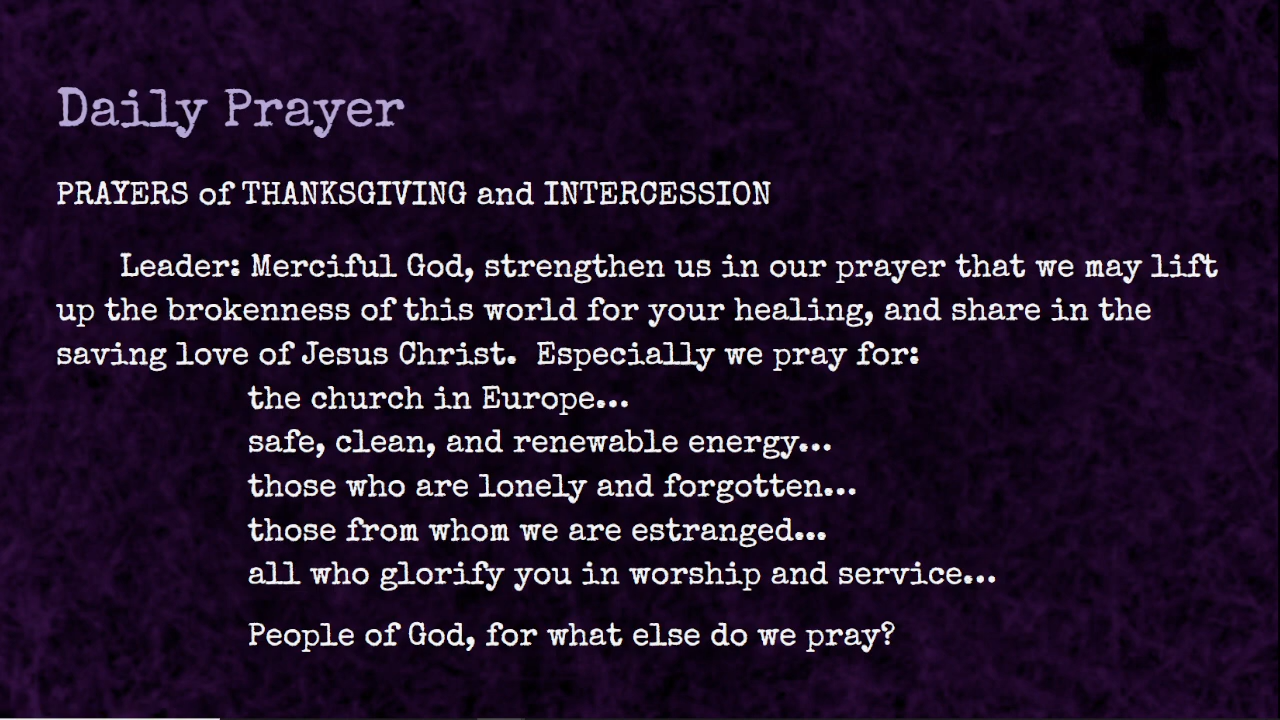 Daily Prayer
PRAYERS of THANKSGIVING and INTERCESSION
Leader: Merciful God, strengthen us in our prayer that we may lift
up the brokenness of this world for your healing, and share in the
saving love of Jesus Christ.  Especially we pray for:
the church in Europe...
safe, clean, and renewable energy...
those who are lonely and forgotten...
those from whom we are estranged...
all who glorify you in worship and service...
People of God, for what else do we pray?